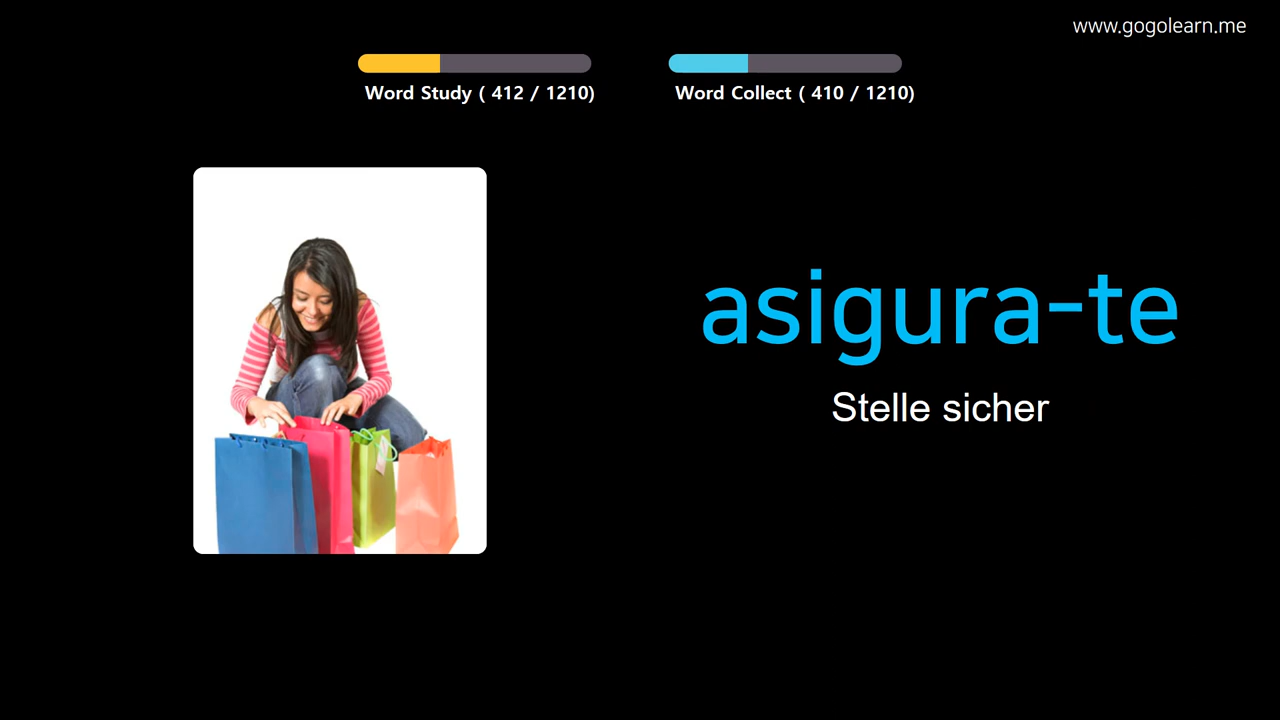 www.gogolearn.me
Word Study ( 412 / 1210)
Word Collect ( 410 / 1210)
asigura-te
Stelle sicher